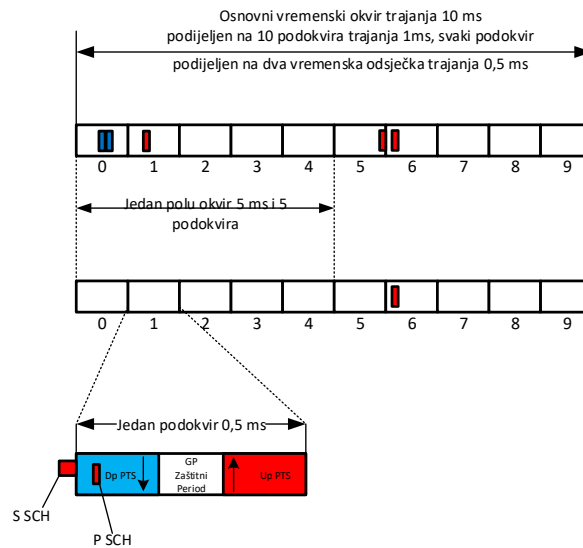 Osnovni vremenski okvir trajanja 10 ms
podijeljen na 10 podokvira trajanja 1ms, svaki podokvir
podijeljen na dva vremenska odsječka trajanja 0,5 ms
0 1 2 3 4 5 6 7 8 9
Jedan polu okvir 5 ms i 5
podokvira
0 1 2 3 4 5 6 7 8 9
Jedan podokvir 0,5 ms
Dp PTS
GP
Zaštitni
Period
Up PTS
S SCH
P SCH